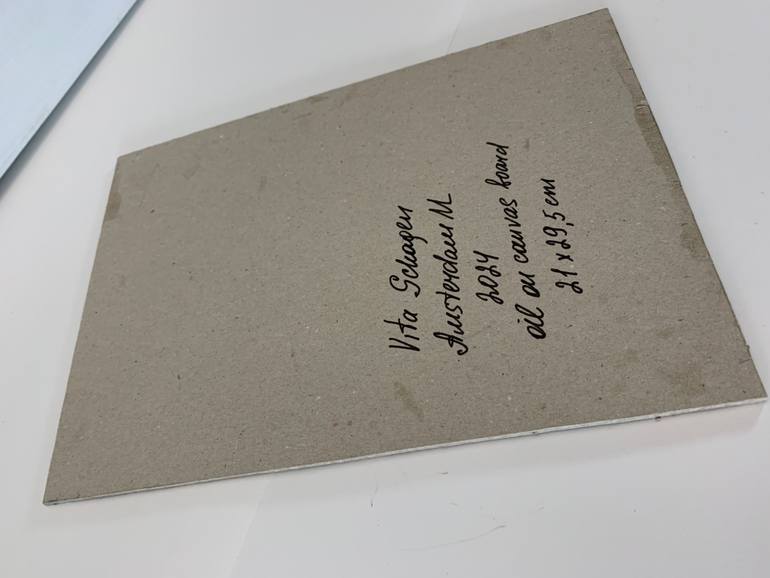 Vita Schagen
Amsterdam M
2024
oil on canvas board
21 x 29,5 cm